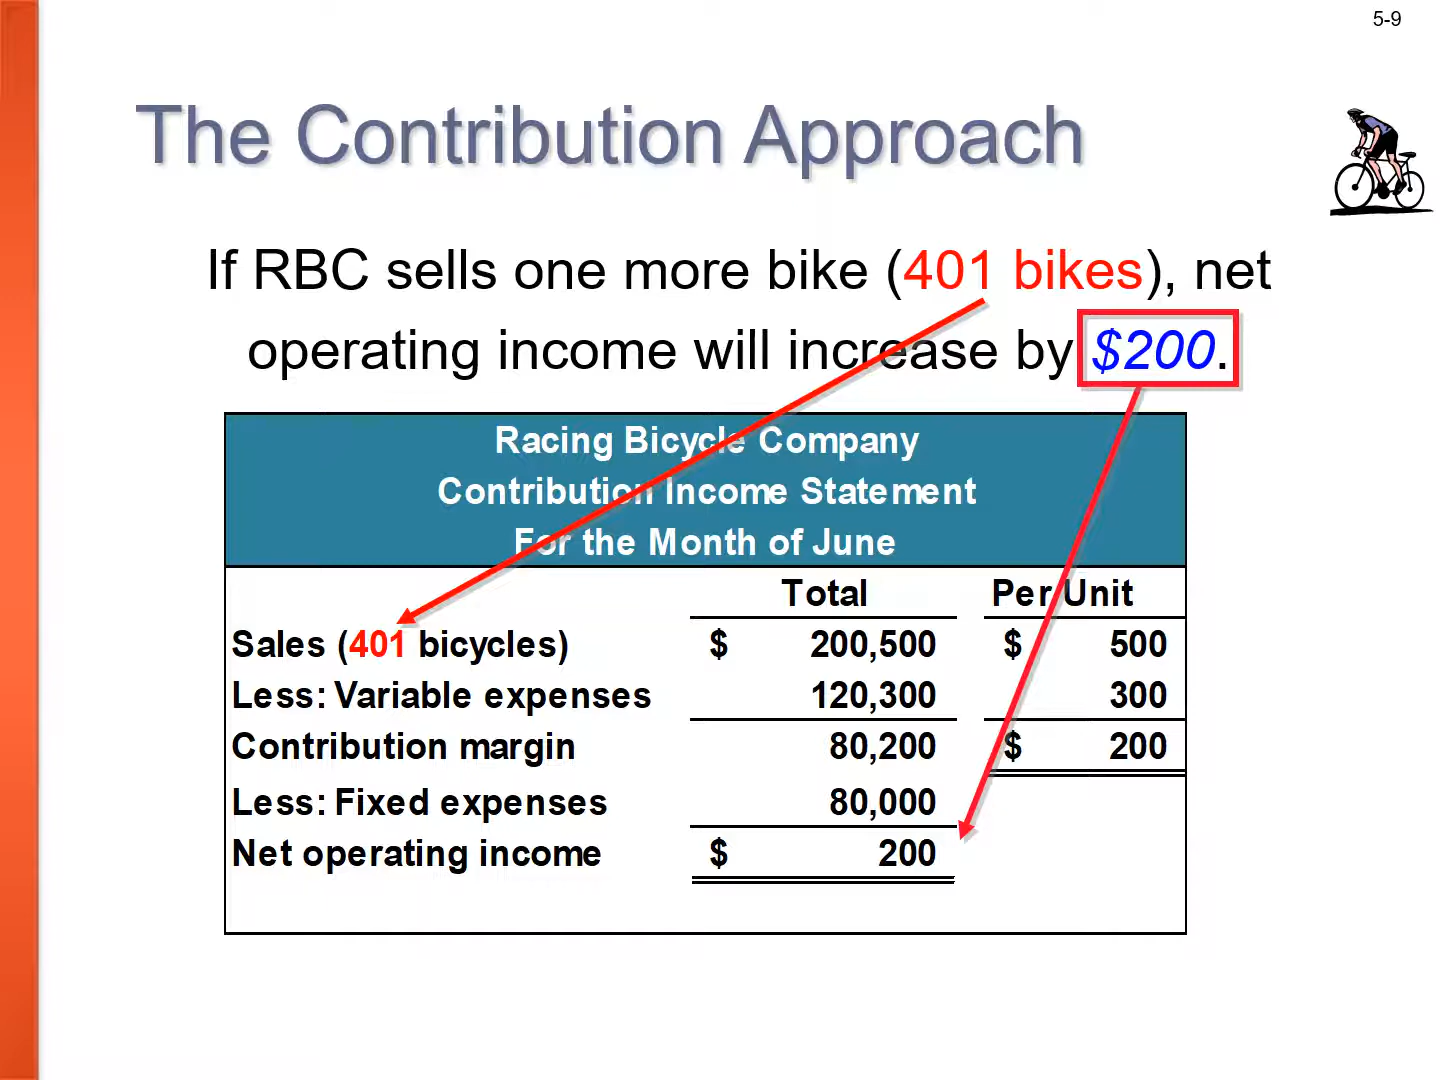 5-9
The Contribution Approach
If RBC sells one more bike (401 bikes), net
operating income will increase by $200.
Racing Bicycle Company
Contribution Income Statement
For the Month of June
Total Per Unit
Sales (401 bicycles) $ 200,500 $ 500
Less: Variable expenses 120,300 300
Contribution margin 80,200 $ 200
Less: Fixed expenses 80,000
Net operating income $ 200